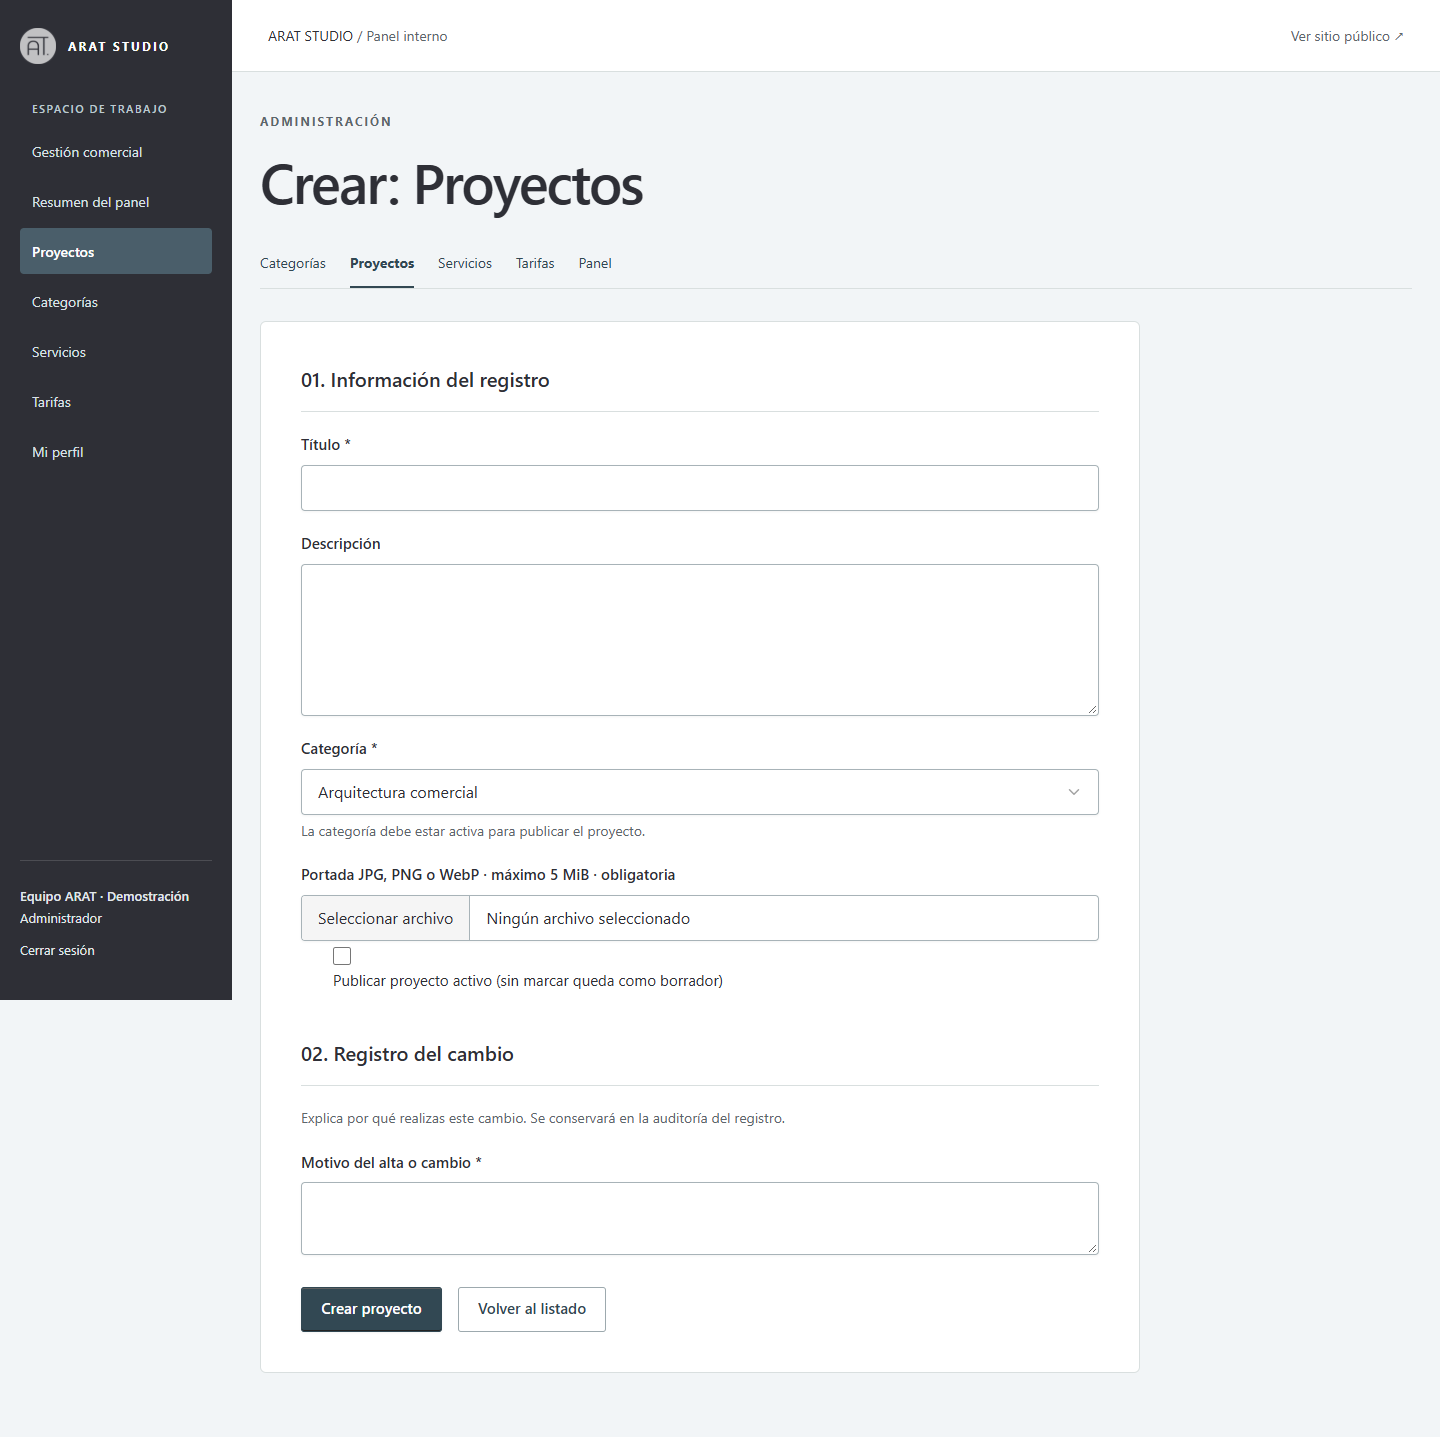 AT.
ARAT STUDIO
ESPACIO DE TRABAJO
Gestión comercial
Resumen del panel
Proyectos
Categorías
Servicios
Tarifas
Mi perfil
Equipo ARAT · Demostración
Administrador
Cerrar sesión
ARAT STUDIO / Panel interno
Ver sitio público ↗
ADMINISTRACIÓN
Crear: Proyectos
Categorías Proyectos Servicios Tarifas Panel
01. Información del registro
Título *
Descripción
Categoría *
Arquitectura comercial
La categoría debe estar activa para publicar el proyecto.
Portada JPG, PNG o WebP · máximo 5 MiB · obligatoria
Seleccionar archivo Ningún archivo seleccionado
Publicar proyecto activo (sin marcar queda como borrador)
02. Registro del cambio
Explica por qué realizas este cambio. Se conservará en la auditoría del registro.
Motivo del alta o cambio *
Crear proyecto Volver al listado